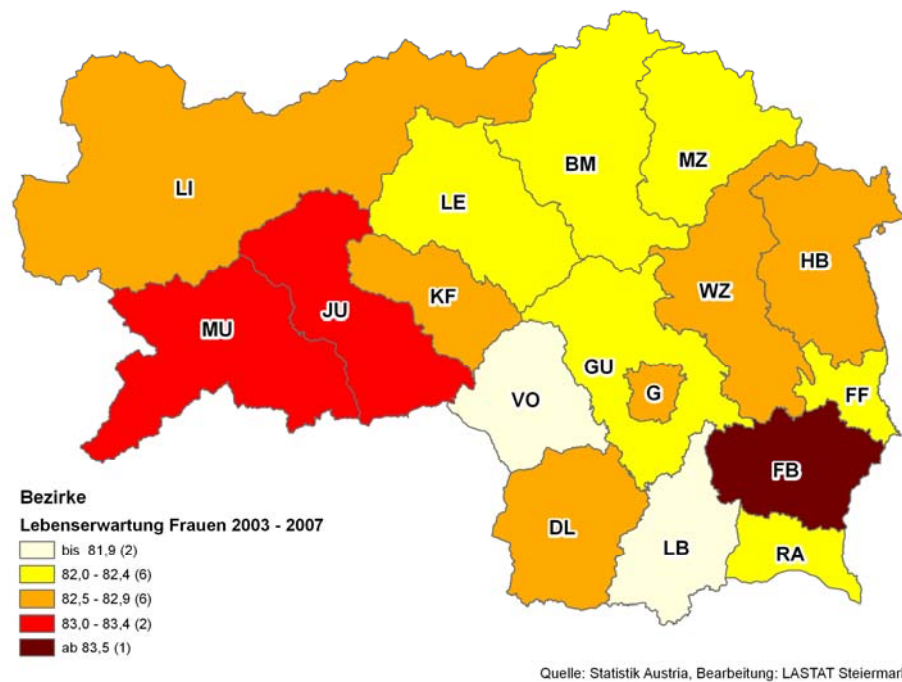 BM
MZ
LI
LE
HB
WZ
KF
JU
MU
GU
G
VO
FF
FB
DL
LB
RA
Bezirke
Lebenserwartung Frauen 2003 - 2007
bis 81,9 (2)
82,0 - 82,4 (6)
82,5 - 82,9 (6)
83,0 - 83,4 (2)
ab 83,5 (1)
Quelle: Statistik Austria, Bearbeitung: LASTAT Steiermark